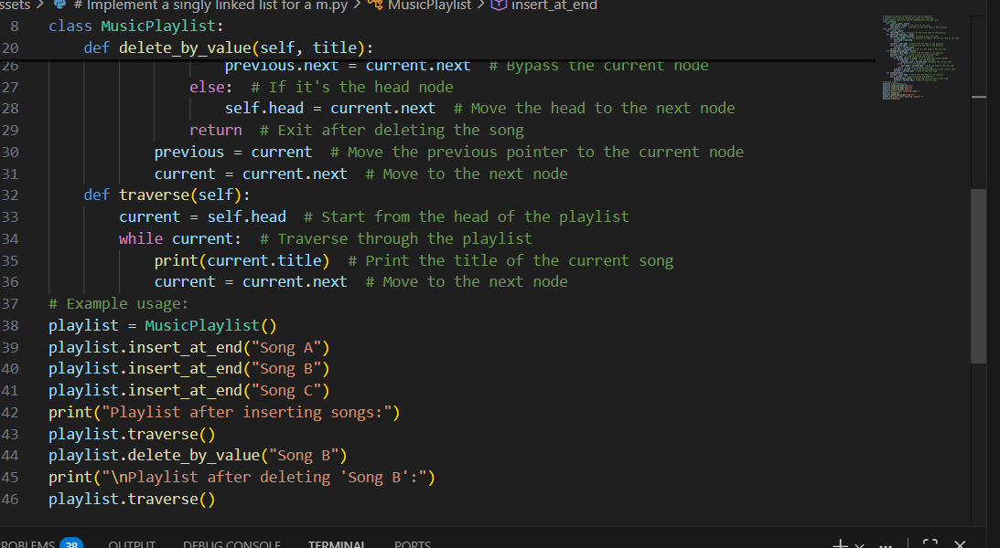 ssets > # Implement a singly linked list for a m.py > MusicPlaylist > insert_at_end
8 class MusicPlaylist:
20 def delete_by_value(self, title):
26 previous.next = current.next # Bypass the current node
27 else: # If it's the head node
28 self.head = current.next # Move the head to the next node
29 return # Exit after deleting the song
30 previous = current # Move the previous pointer to the current node
31 current = current.next # Move to the next node
32 def traverse(self):
33 current = self.head # Start from the head of the playlist
34 while current: # Traverse through the playlist
35 print(current.title) # Print the title of the current song
36 current = current.next # Move to the next node
37 # Example usage:
38 playlist = MusicPlaylist()
39 playlist.insert_at_end("Song A")
40 playlist.insert_at_end("Song B")
41 playlist.insert_at_end("Song C")
42 print("Playlist after inserting songs:")
43 playlist.traverse()
44 playlist.delete_by_value("Song B")
45 print("\nPlaylist after deleting 'Song B':")
46 playlist.traverse()
ROBLEMS 38 OUTPUT DEBUG CONSOLE TERMINAL PORTS